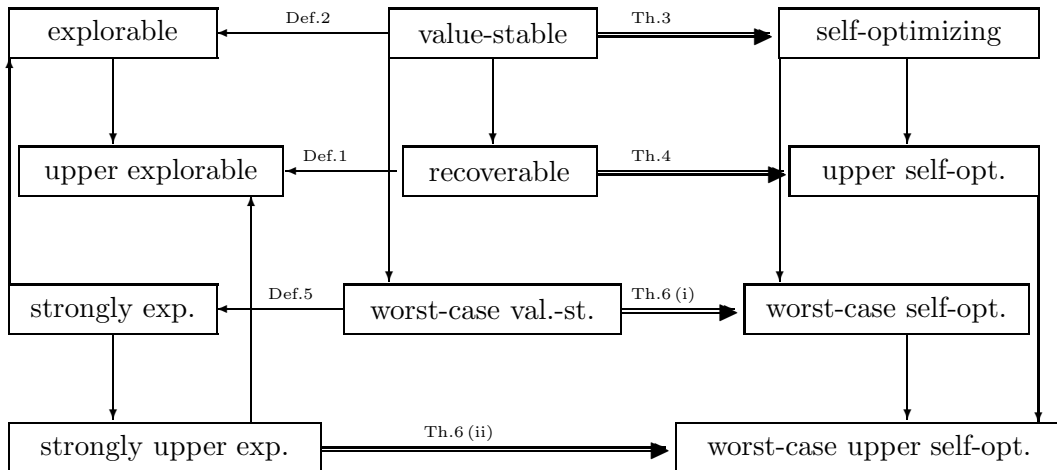 explorable
Def.2
value-stable
Th.3
self-optimizing
upper explorable
Def.1
recoverable
Th.4
upper self-opt.
strongly exp.
Def.5
worst-case val.-st.
Th.6 (i)
worst-case self-opt.
strongly upper exp.
Th.6 (ii)
worst-case upper self-opt.